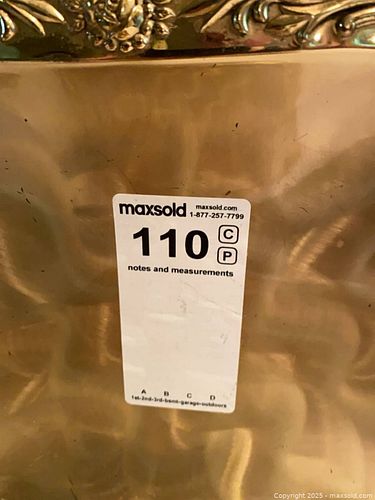 maxsold maxsold.com
1-877-257-7799
110 C
P
notes and measurements
A B C D
1st-2nd-3rd-bsmt-garage-outdoors
Copyright 2025 - maxsold.com